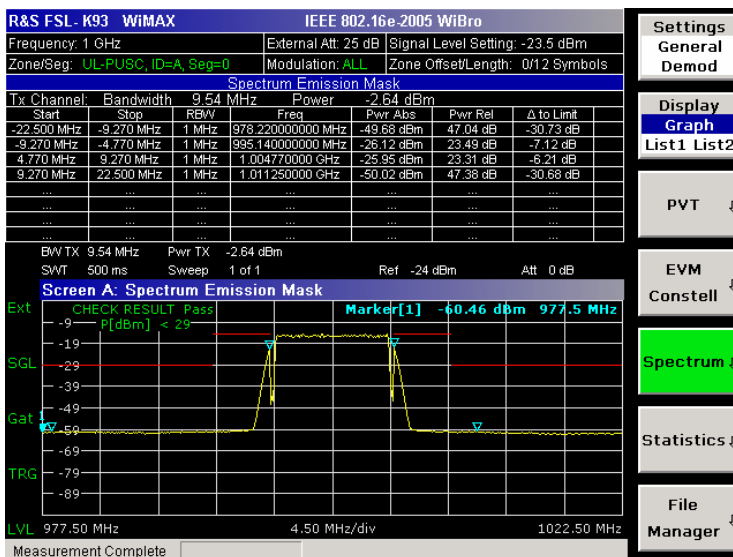 R&S FSL- K93 WiMAX IEEE 802.16e-2005 WiBro
Frequency: 1 GHz External Att: 25 dB Signal Level Setting: -23.5 dBm
Zone/Seg: UL-PUSC, ID=A, Seg=0 Modulation: ALL Zone Offset/Length: 0/12 Symbols
Spectrum Emission Mask
Tx Channel: Bandwidth 9.54 MHz Power -2.64 dBm
Start Stop RBW Freq Pwr Abs Pwr Rel Δ to Limit
-22.500 MHz -9.270 MHz 1 MHz 978.220000000 MHz -49.68 dBm 47.04 dB -30.73 dB
-9.270 MHz -4.770 MHz 1 MHz 995.140000000 MHz -26.12 dBm 23.49 dB -7.12 dB
4.770 MHz 9.270 MHz 1 MHz 1.004770000 GHz -25.95 dBm 23.31 dB -6.21 dB
9.270 MHz 22.500 MHz 1 MHz 1.011250000 GHz -50.02 dBm 47.38 dB -30.68 dB
... ... ... ... ... ... ...
... ... ... ... ... ... ...
... ... ... ... ... ... ...
... ... ... ... ... ... ...
BW TX 9.54 MHz Pwr TX -2.64 dBm
SWT 500 ms Sweep 1 of 1 Ref -24 dBm Att 0 dB
Screen A: Spectrum Emission Mask
Ext CHECK RESULT Pass Marker[1] -60.46 dBm 977.5 MHz
-9 P[dBm] < 29
-19
SGL -29
-39
-49
Gat 1
-59
-69
TRG -79
-89
LVL 977.50 MHz 4.50 MHz/div 1022.50 MHz
Measurement Complete
Settings
General
Demod
Display
Graph
List1 List2
PVT
EVM
Constell
Spectrum
Statistics
File
Manager